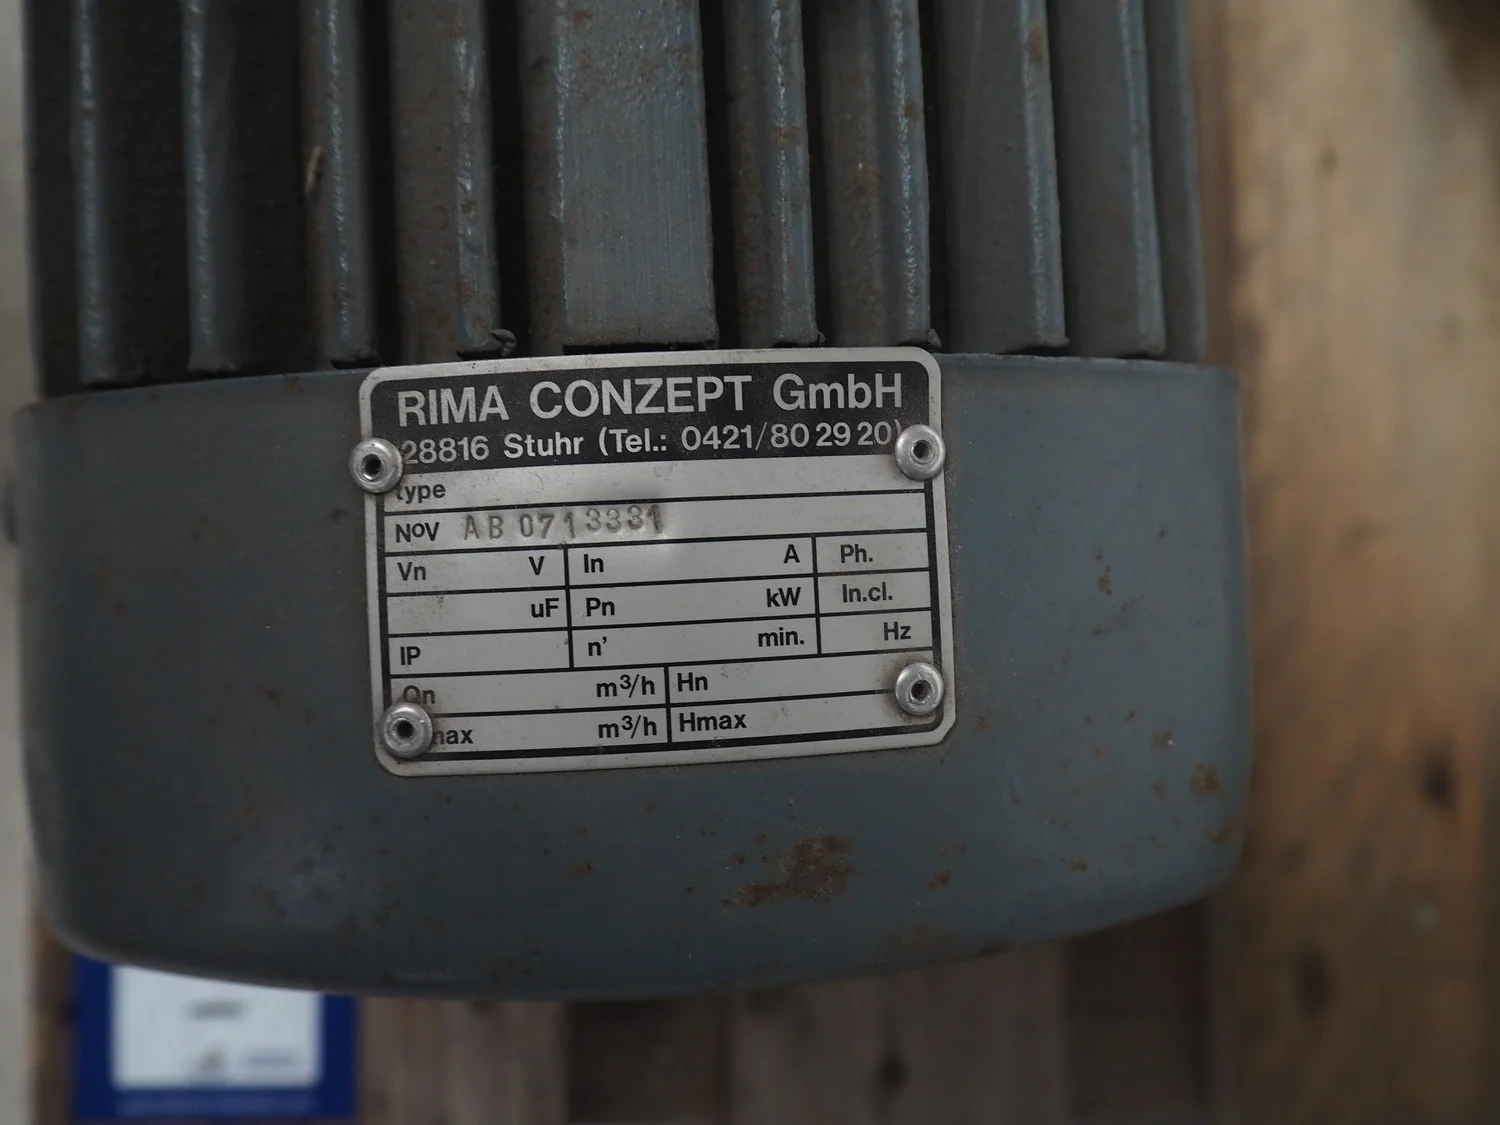 RIMA CONZEPT GmbH
28816 Stuhr (Tel.: 0421/80 29 20)
type
NoV AB 0713331
Vn V In A Ph.
uF Pn kW In.cl.
IP n' min. Hz
Qn m³/h Hn
max m³/h Hmax